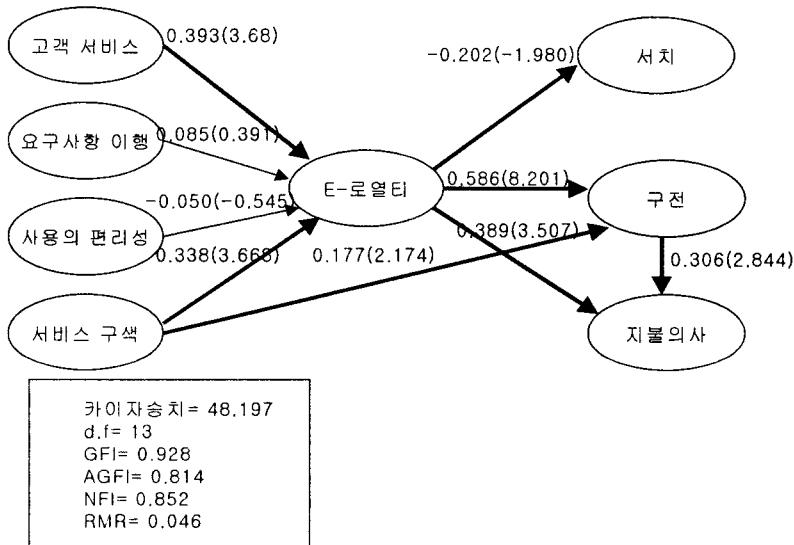 고객 서비스
0.393(3.68)
-0.202(-1.980)
서치
요구사항 이행
0.085(0.391)
E-로열티
0.586(8.201)
구전
-0.050(-0.545)
사용의 편리성
0.338(3.668)
0.177(2.174)
0.389(3.507)
0.306(2.844)
서비스 구색
지불의사
카이자승치= 48.197
d.f= 13
GFI= 0.928
AGFI= 0.814
NFI= 0.852
RMR= 0.046